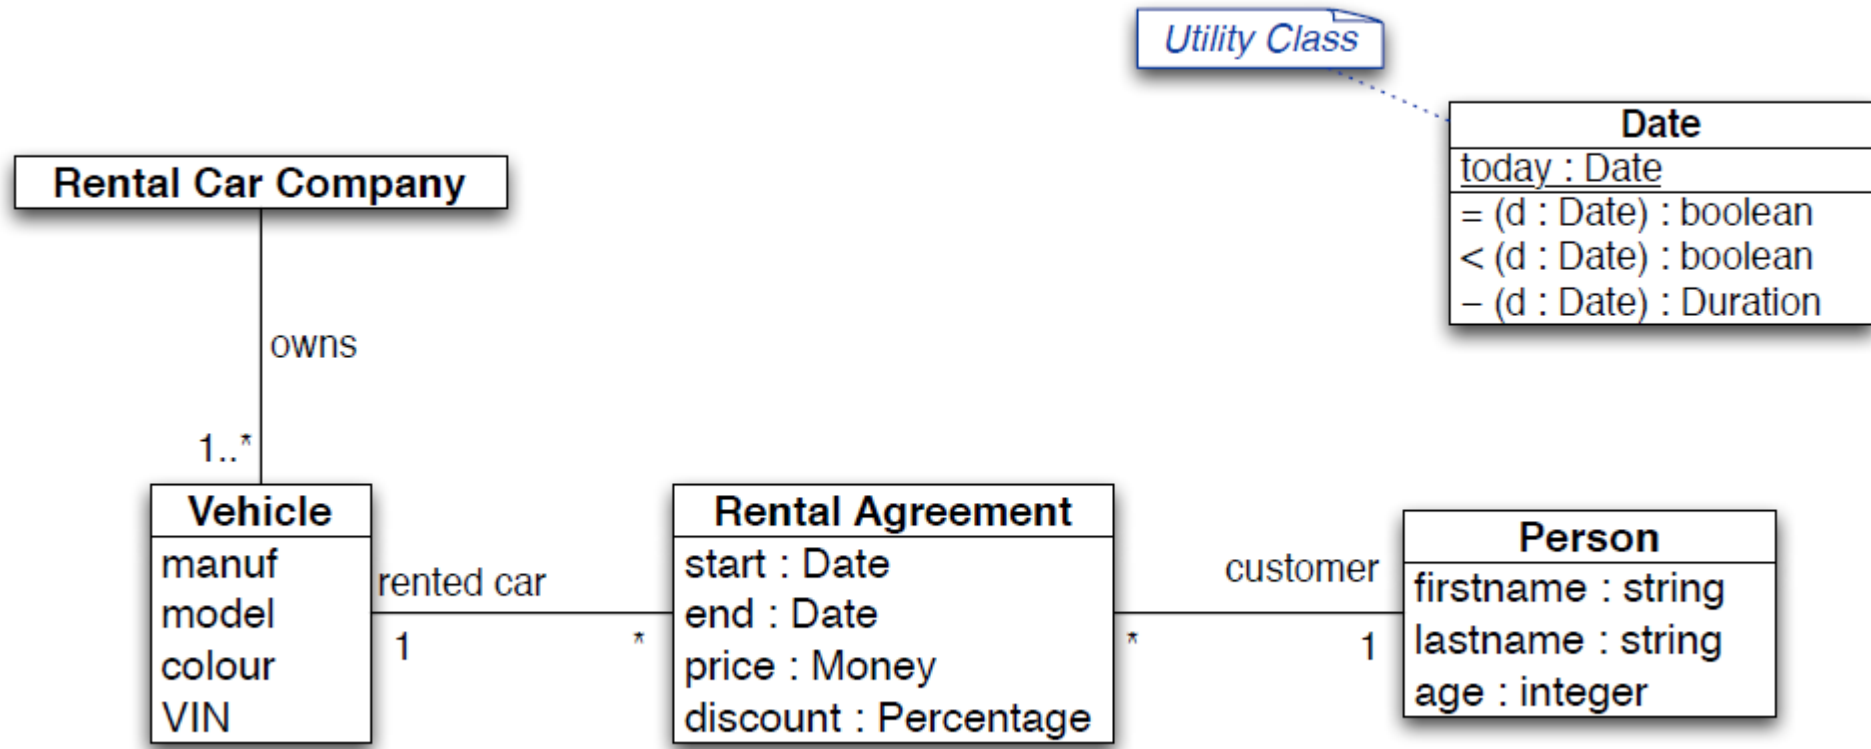 Utility Class
Date
today : Date
= (d : Date) : boolean
< (d : Date) : boolean
– (d : Date) : Duration
Rental Car Company
owns
1..*
Vehicle
manuf
model
colour
VIN
rented car
1
*
Rental Agreement
start : Date
end : Date
price : Money
discount : Percentage
customer
*
1
Person
firstname : string
lastname : string
age : integer